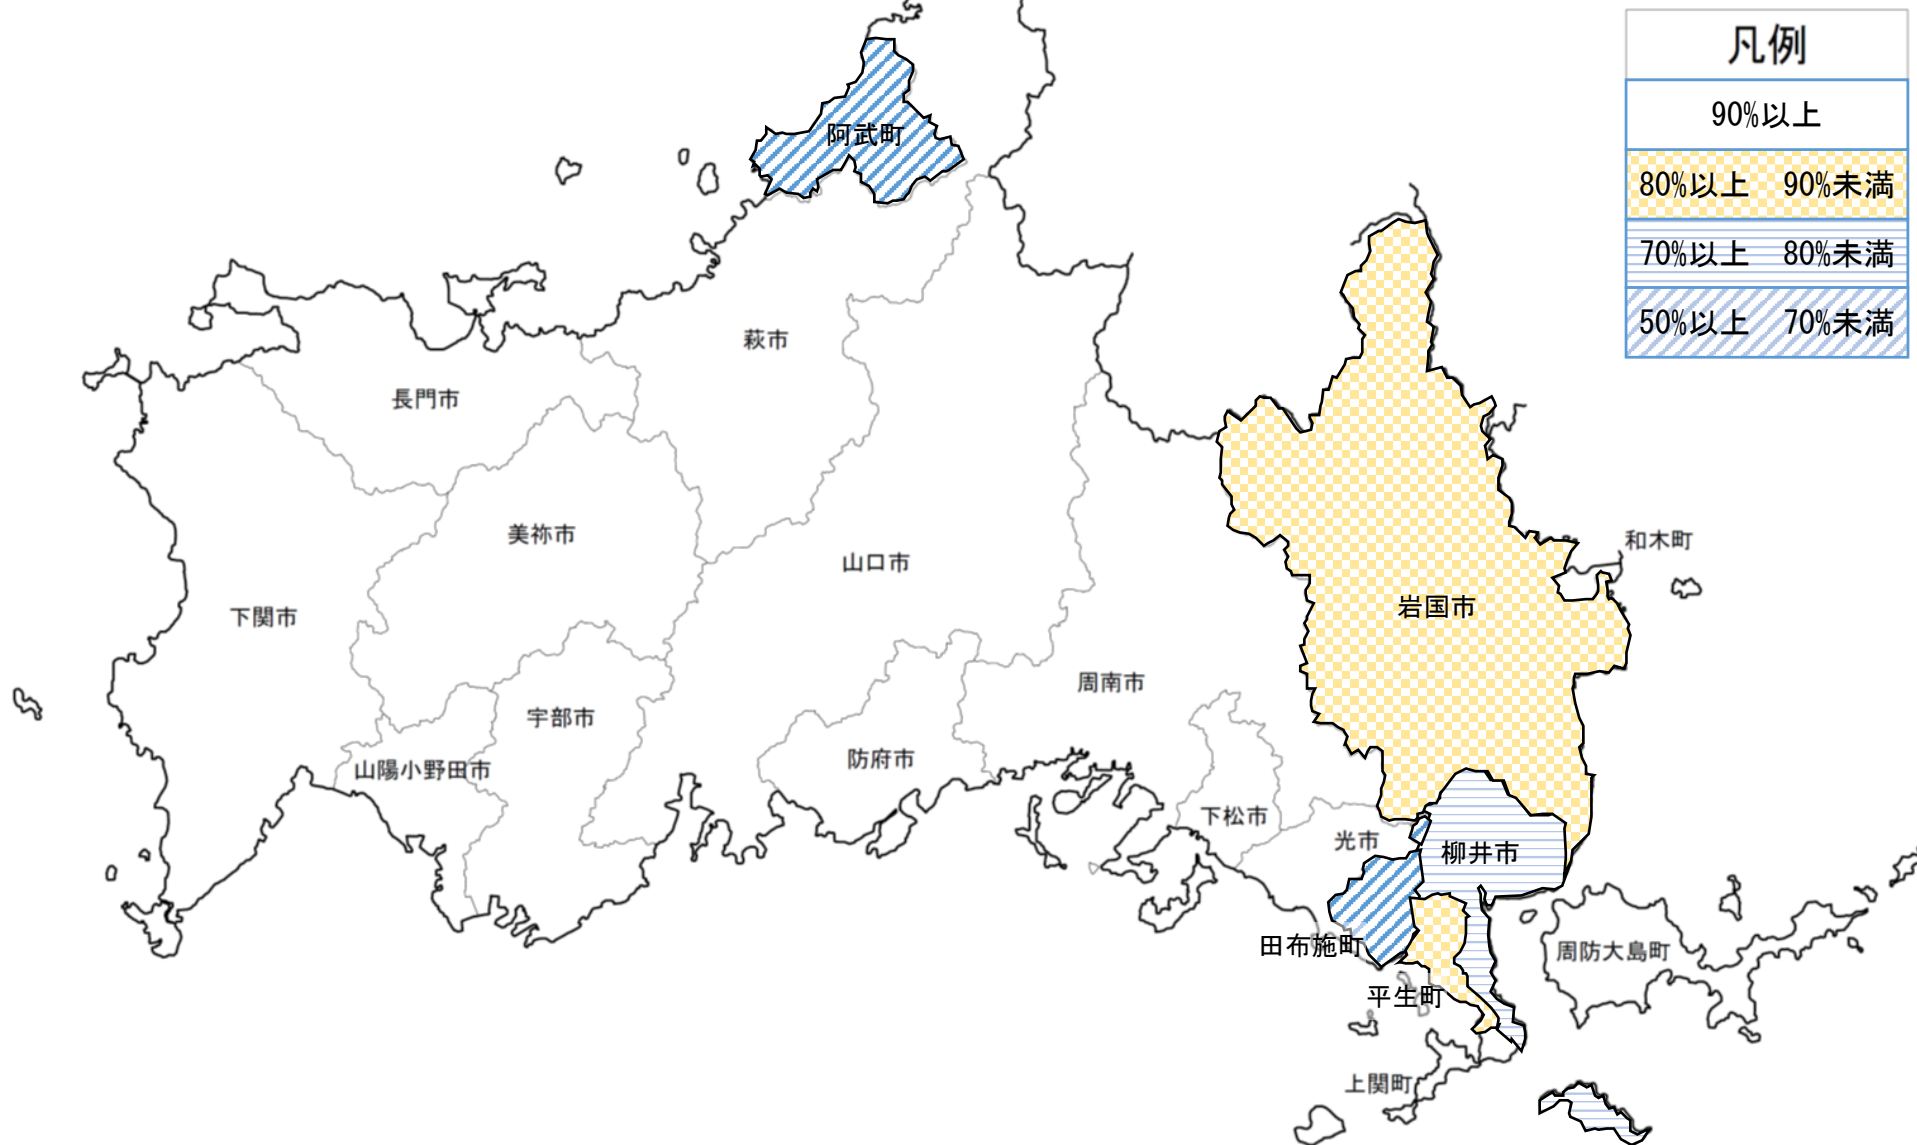 凡例
90%以上
80%以上 90%未満
70%以上 80%未満
50%以上 70%未満
阿武町
萩市
長門市
美祢市
山口市
和木町
岩国市
下関市
周南市
宇部市
防府市
山陽小野田市
下松市
光市
柳井市
田布施町
周防大島町
平生町
上関町